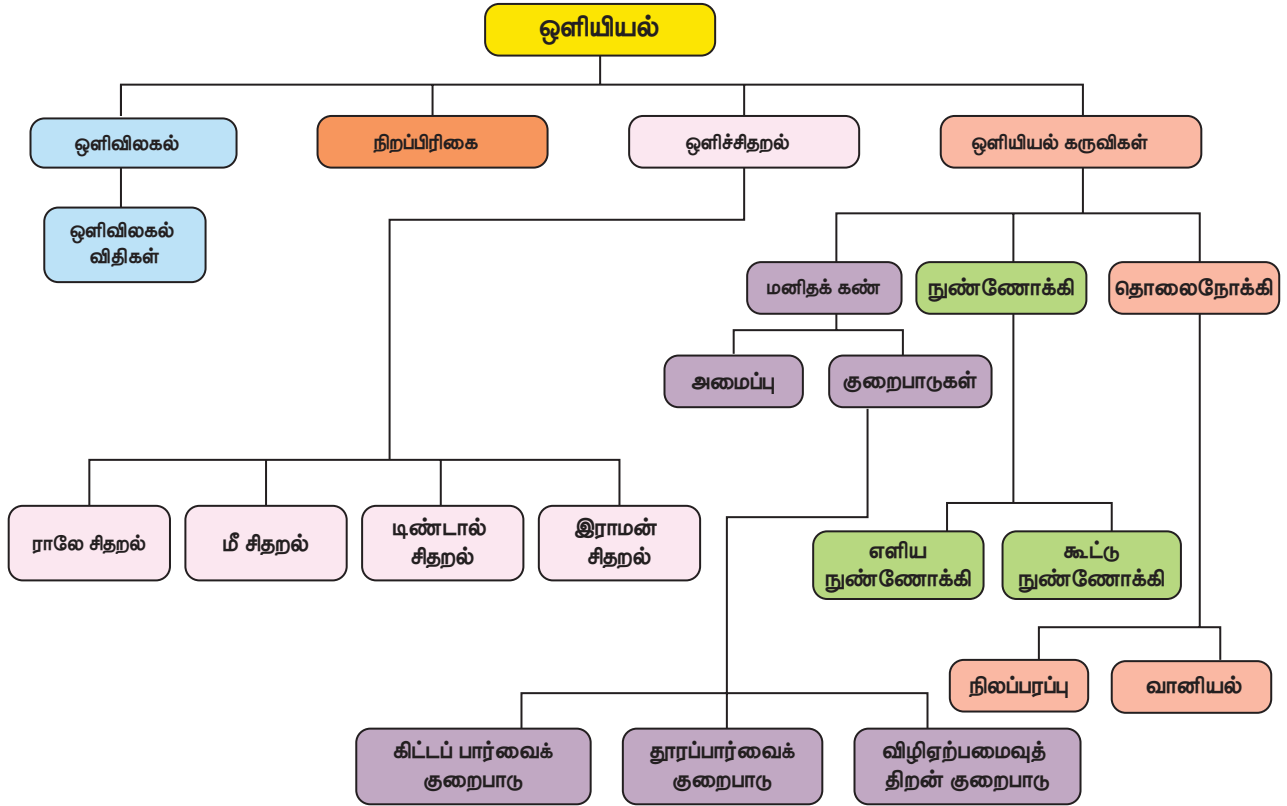 ஒளியியல்
ஒளிவிலகல்
நிறப்பிரிகை
ஒளிச்சிதறல்
ஒளியியல் கருவிகள்
ஒளிவிலகல்
விதிகள்
மனிதக் கண்
நுண்ணோக்கி
தொலைநோக்கி
அமைப்பு
குறைபாடுகள்
ராலே சிதறல்
மீ சிதறல்
டிண்டால்
சிதறல்
இராமன்
சிதறல்
எளிய
நுண்ணோக்கி
கூட்டு
நுண்ணோக்கி
நிலப்பரப்பு
வானியல்
கிட்டப் பார்வைக்
குறைபாடு
தூரப்பார்வைக்
குறைபாடு
விழிஏற்பமைவுத்
திறன் குறைபாடு